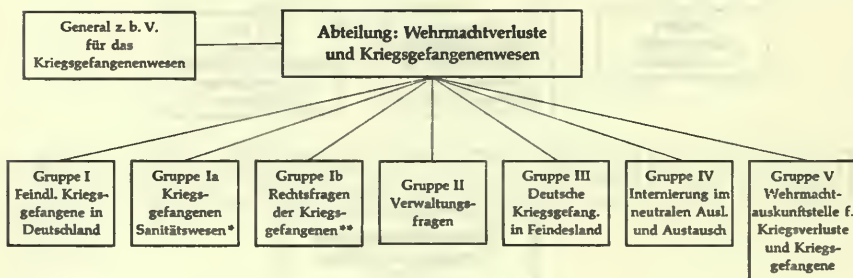 General z. b. V.
für das
Kriegsgefangenenwesen
Abteilung: Wehrmachtverluste
und Kriegsgefangenenwesen
Gruppe I
Feindl. Kriegs-
gefangene in
Deutschland
Gruppe Ia
Kriegs-
gefangenen
Sanitätswesen*
Gruppe Ib
Rechtsfragen
der Kriegs-
gefangenen**
Gruppe II
Verwaltungs-
fragen
Gruppe III
Deutsche
Kriegsgefang.
in Feindesland
Gruppe IV
Internierung im
neutralen Ausl.
und Austausch
Gruppe V
Wehrmacht-
auskunftstelle f.
Kriegsverluste
und Kriegs-
gefangene